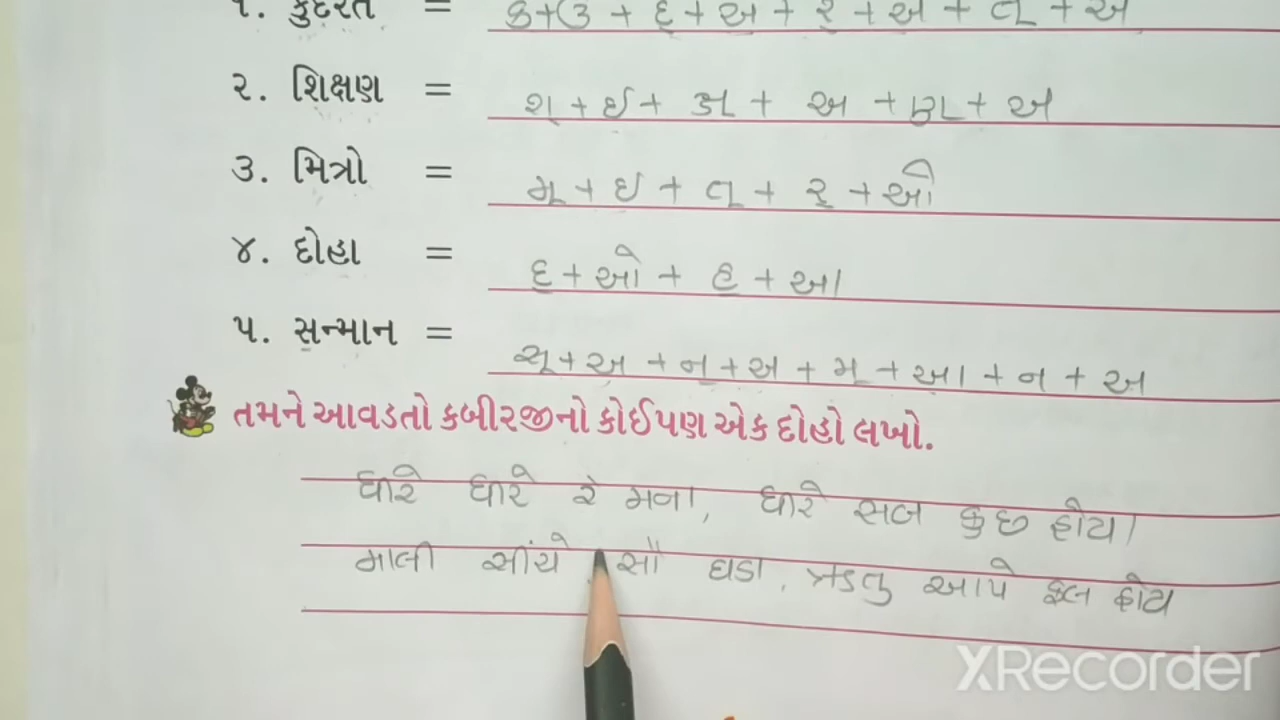 ૧. કુદરત = ક્+ઉ + દ્ + અ + ર્ + અ + ત્ + અ
૨. શિક્ષણ = શ્ + ઈ + ક્ષ્ + અ + ણ્ + અ
૩. મિત્રો = મ્ + ઇ + ત્ + ર્ + ઓ
૪. દોહા = દ્ + ઓ + હ્ + આ
૫. સન્માન = સ્ + અ + ન્ + અ + મ્ + આ + ન + અ
તમને આવડતો કબીરજીનો કોઈપણ એક દોહો લખો.
ધીરે ધીરે રે મના, ધીરે સબ કુછ હોય।
માલી સીંચે સૌ ઘડા, ઋતુ આપે ફલ હોય
XRecorder